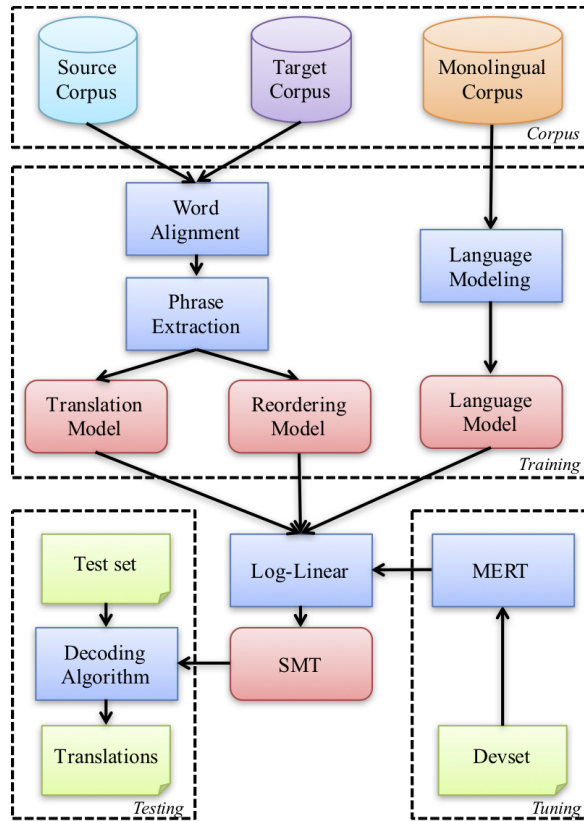 Source
Corpus
Target
Corpus
Monolingual
Corpus
Corpus
Word
Alignment
Language
Modeling
Phrase
Extraction
Translation
Model
Reordering
Model
Language
Model
Training
Test set
Log-Linear
MERT
Decoding
Algorithm
SMT
Translations
Devset
Testing
Tuning